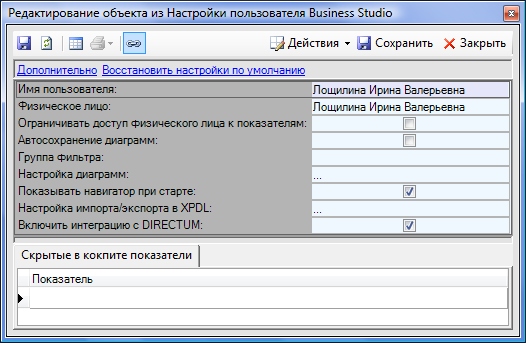 Редактирование объекта из Настройки пользователя Business Studio
Действия Сохранить Закрыть
Дополнительно Восстановить настройки по умолчанию
Имя пользователя: Лощилина Ирина Валерьевна
Физическое лицо: Лощилина Ирина Валерьевна
Ограничивать доступ физического лица к показателям:
Автосохранение диаграмм:
Группа фильтра:
Настройка диаграмм: ...
Показывать навигатор при старте:
Настройка импорта/экспорта в XPDL: ...
Включить интеграцию с DIRECTUM:
Скрытые в кокпите показатели
Показатель